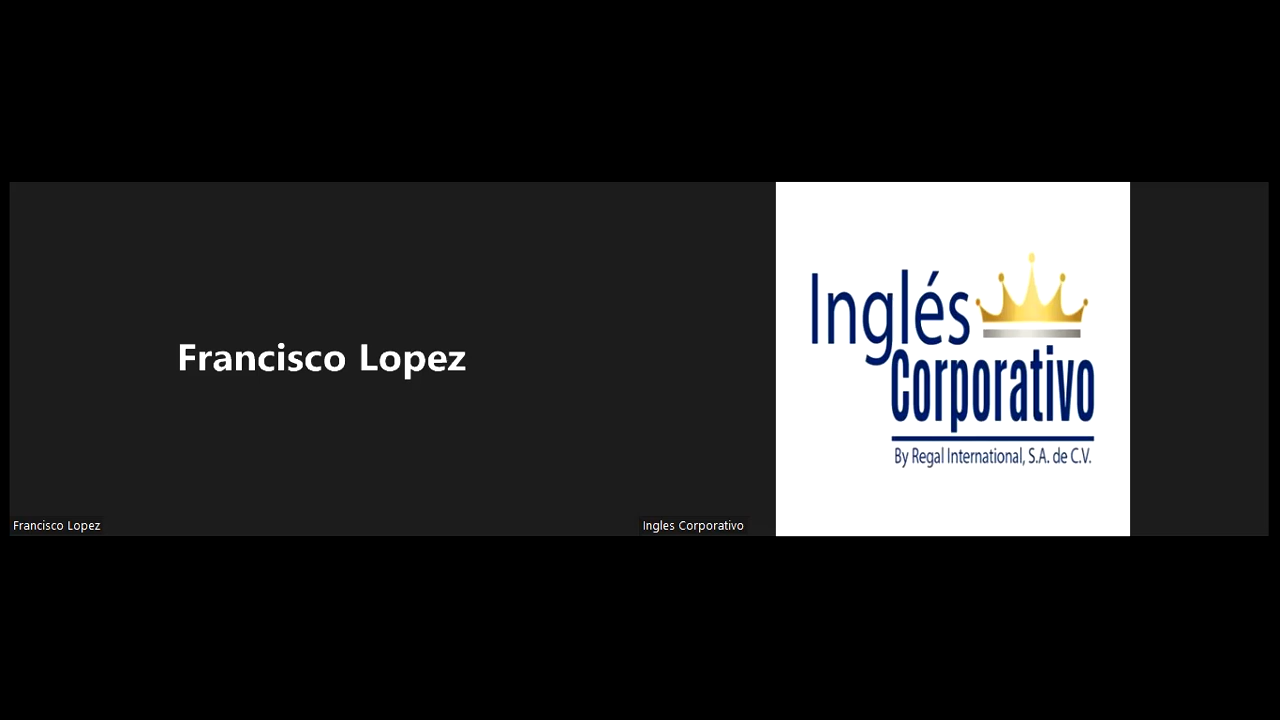 Francisco Lopez
Francisco Lopez
Ingles Corporativo
Inglés
Corporativo
By Regal International, S.A. de C.V.